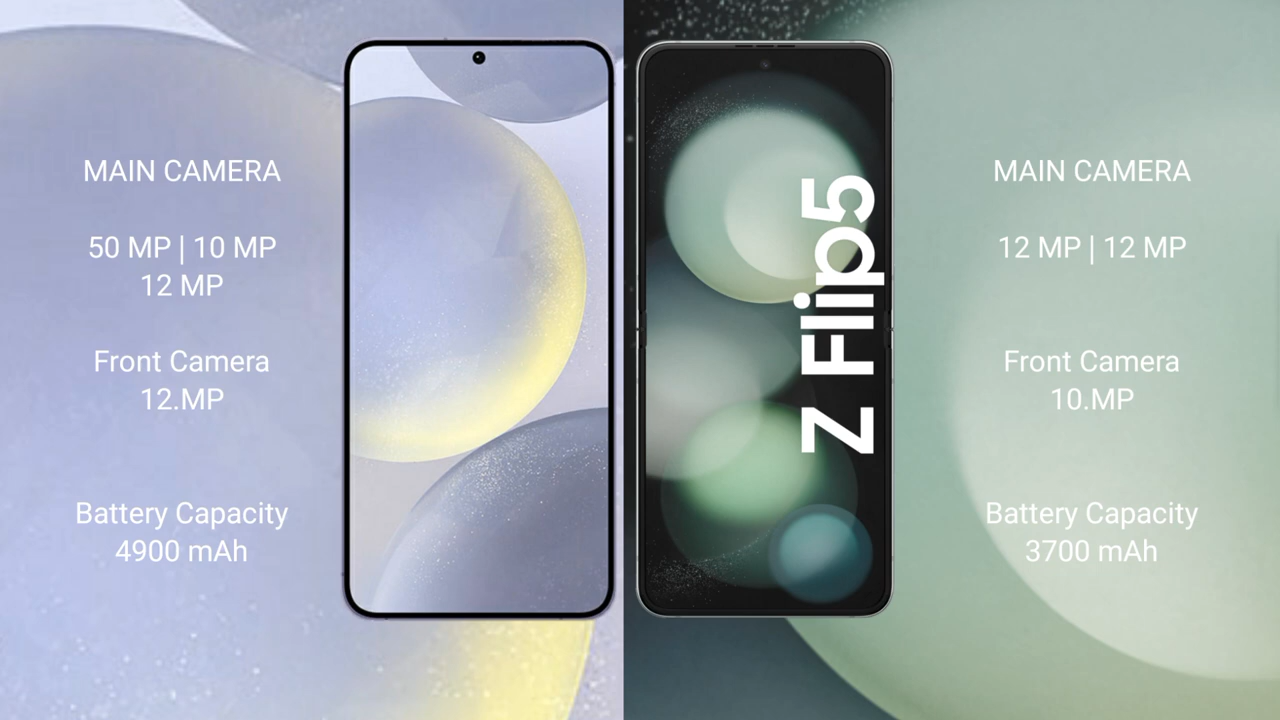 MAIN CAMERA
50 MP | 10 MP
12 MP
Front Camera
12.MP
Battery Capacity
4900 mAh
Z Flip5
MAIN CAMERA
12 MP | 12 MP
Front Camera
10.MP
Battery Capacity
3700 mAh